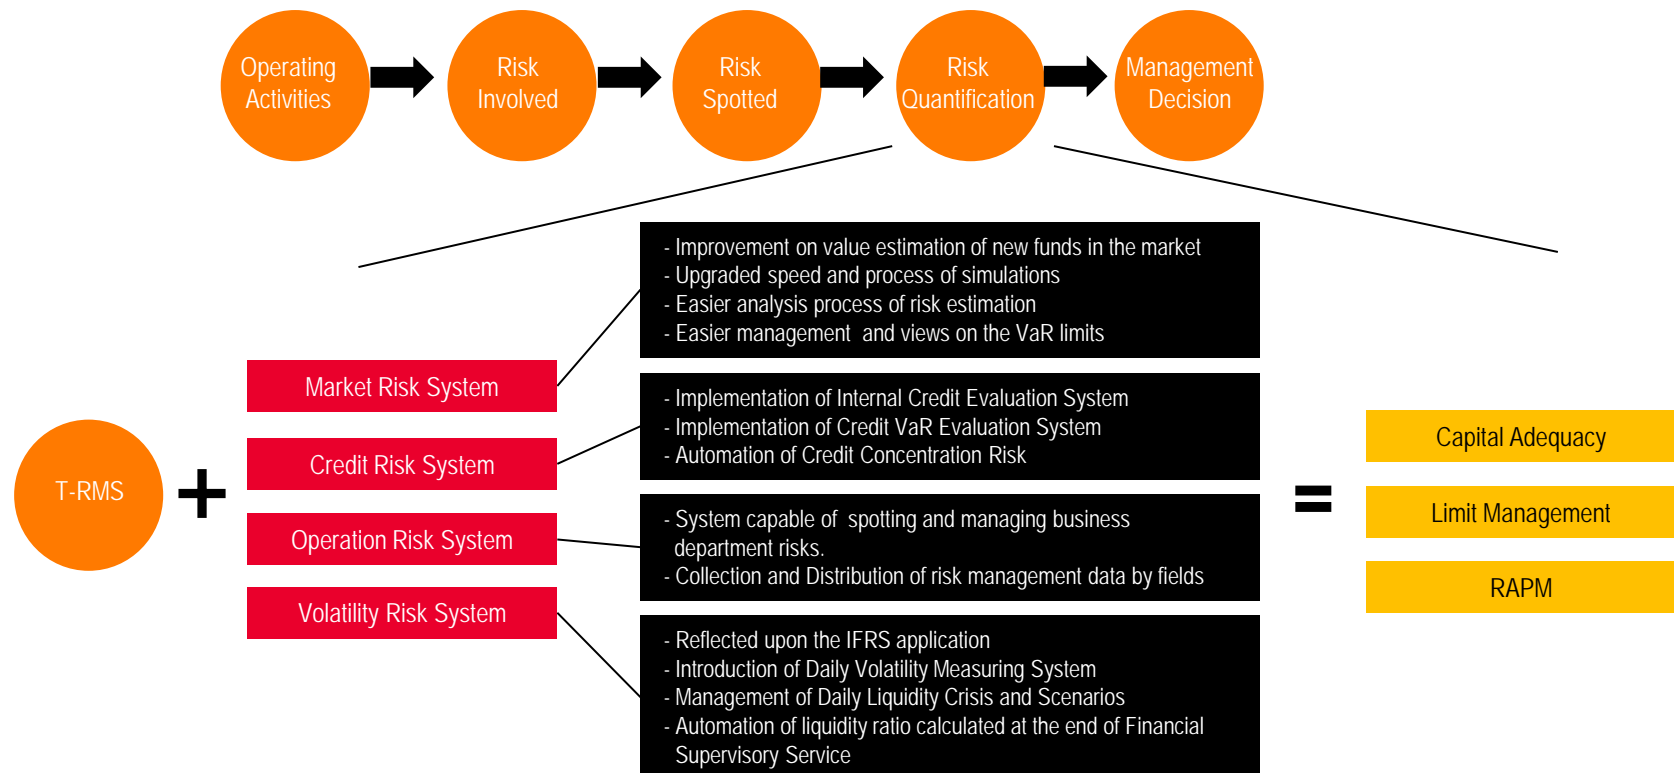 Operating
Activities
Risk
Involved
Risk
Spotted
Risk
Quantification
Management
Decision
- Improvement on value estimation of new funds in the market
- Upgraded speed and process of simulations
- Easier analysis process of risk estimation
- Easier management  and views on the VaR limits
Market Risk System
- Implementation of Internal Credit Evaluation System
- Implementation of Credit VaR Evaluation System
- Automation of Credit Concentration Risk
Credit Risk System
T-RMS
+
- System capable of  spotting and managing business
department risks.
- Collection and Distribution of risk management data by fields
Operation Risk System
Volatility Risk System
- Reflected upon the IFRS application
- Introduction of Daily Volatility Measuring System
- Management of Daily Liquidity Crisis and Scenarios
- Automation of liquidity ratio calculated at the end of Financial
Supervisory Service
=
Capital Adequacy
Limit Management
RAPM